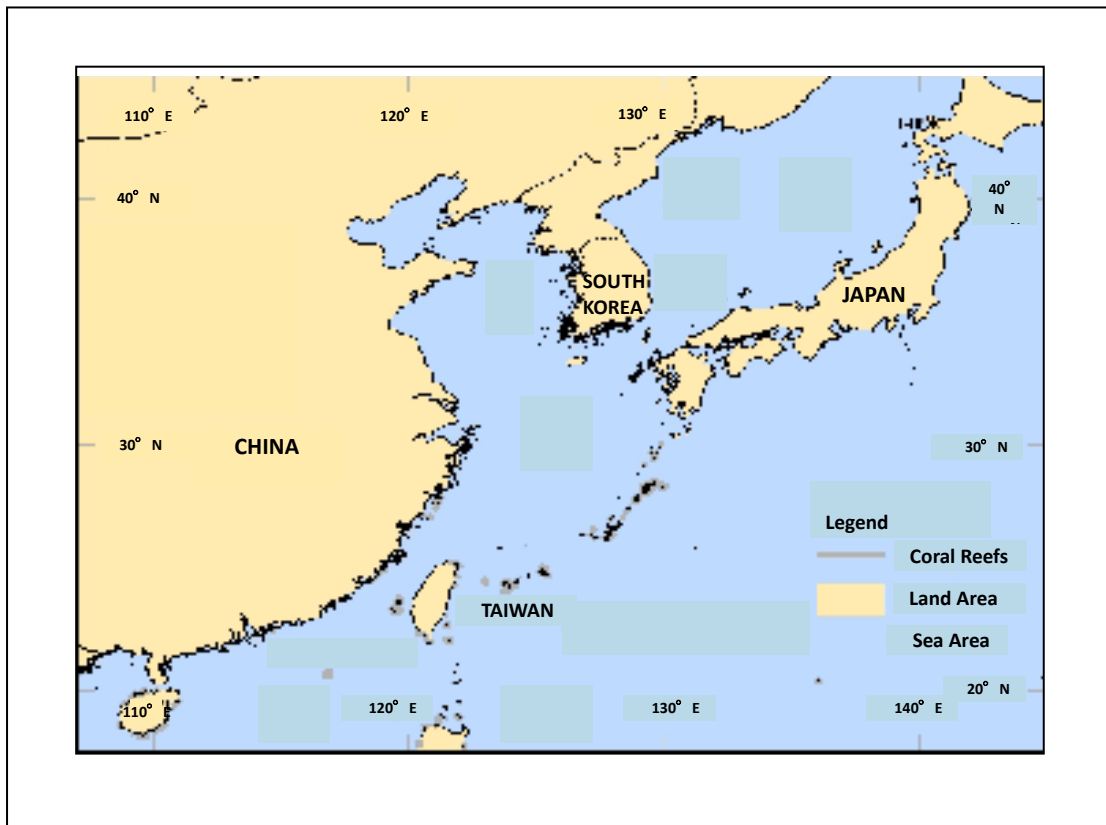 110° E
120° E
130° E
40° N
40°
N
SOUTH
KOREA
JAPAN
30° N
CHINA
30° N
Legend
Coral Reefs
Land Area
TAIWAN
Sea Area
20° N
110° E
120° E
130° E
140° E